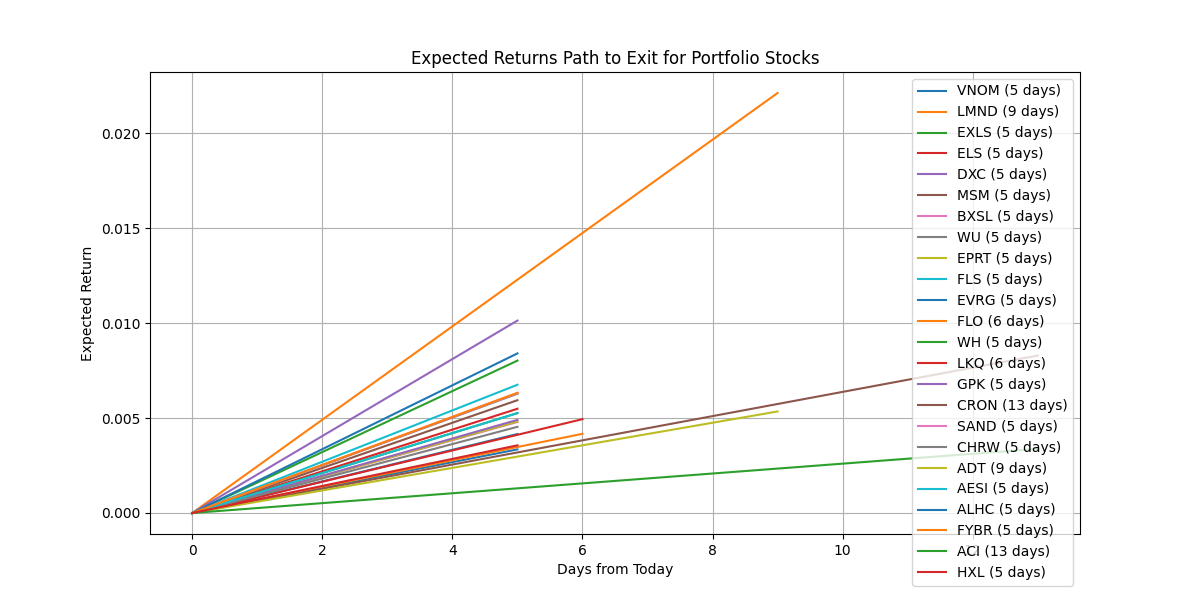 Expected Returns Path to Exit for Portfolio Stocks
Expected Return
0.020
0.015
0.010
0.005
0.000
0
2
4
6
8
10
Days from Today
VNOM (5 days)
LMND (9 days)
EXLS (5 days)
ELS (5 days)
DXC (5 days)
MSM (5 days)
BXSL (5 days)
WU (5 days)
EPRT (5 days)
FLS (5 days)
EVRG (5 days)
FLO (6 days)
WH (5 days)
LKQ (6 days)
GPK (5 days)
CRON (13 days)
SAND (5 days)
CHRW (5 days)
ADT (9 days)
AESI (5 days)
ALHC (5 days)
FYBR (5 days)
ACI (13 days)
HXL (5 days)